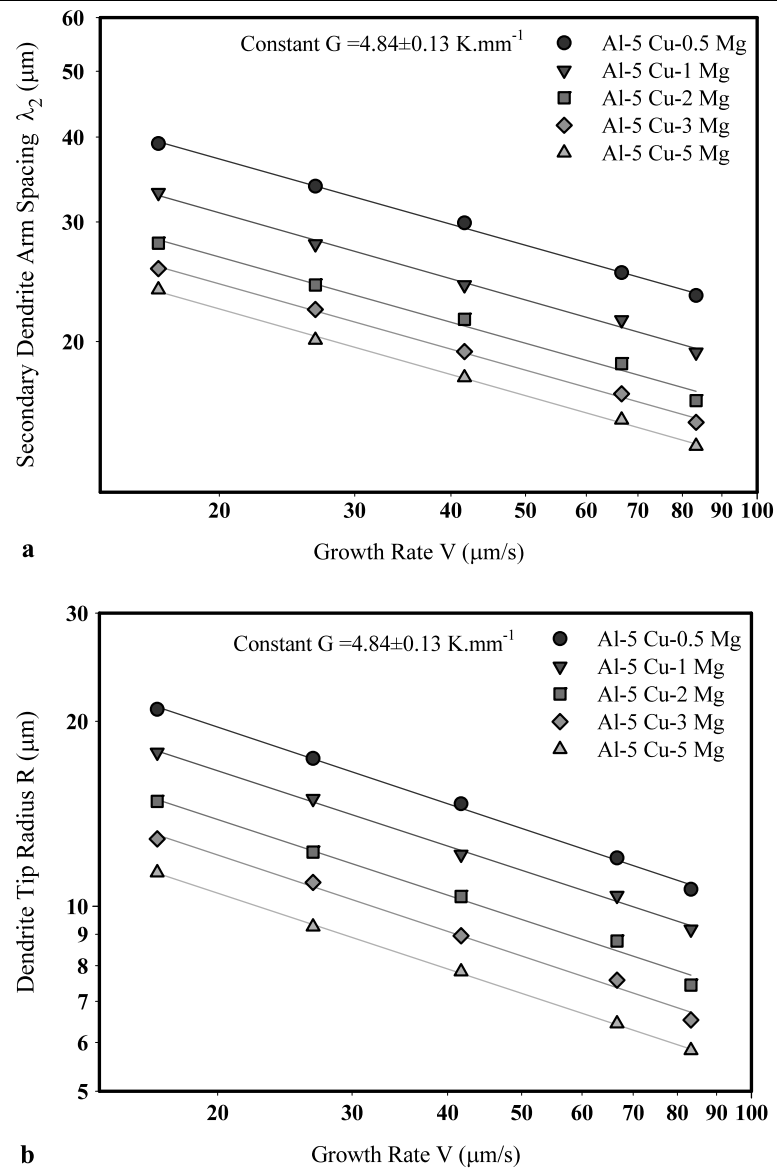 60
Constant G =4.84±0.13 K.mm⁻¹
Al-5 Cu-0.5 Mg
50
Al-5 Cu-1 Mg
Al-5 Cu-2 Mg
40
Al-5 Cu-3 Mg
Al-5 Cu-5 Mg
30
20
Secondary Dendrite Arm Spacing λ₂ (μm)
20
30
40
50
60
70
80
90
100
a
Growth Rate V (μm/s)
30
Constant G =4.84±0.13 K.mm⁻¹
Al-5 Cu-0.5 Mg
Al-5 Cu-1 Mg
Al-5 Cu-2 Mg
20
Al-5 Cu-3 Mg
Al-5 Cu-5 Mg
10
9
8
7
6
5
Dendrite Tip Radius R (μm)
20
30
40
50
60
70
80
90
100
b
Growth Rate V (μm/s)